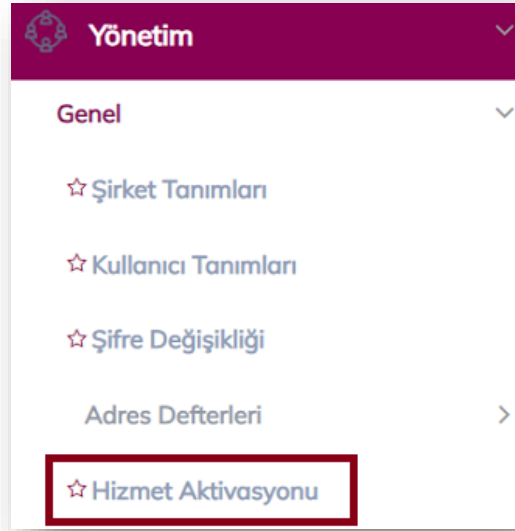 Yönetim
Genel
Şirket Tanımları
Kullanıcı Tanımları
Şifre Değişikliği
Adres Defterleri
Hizmet Aktivasyonu